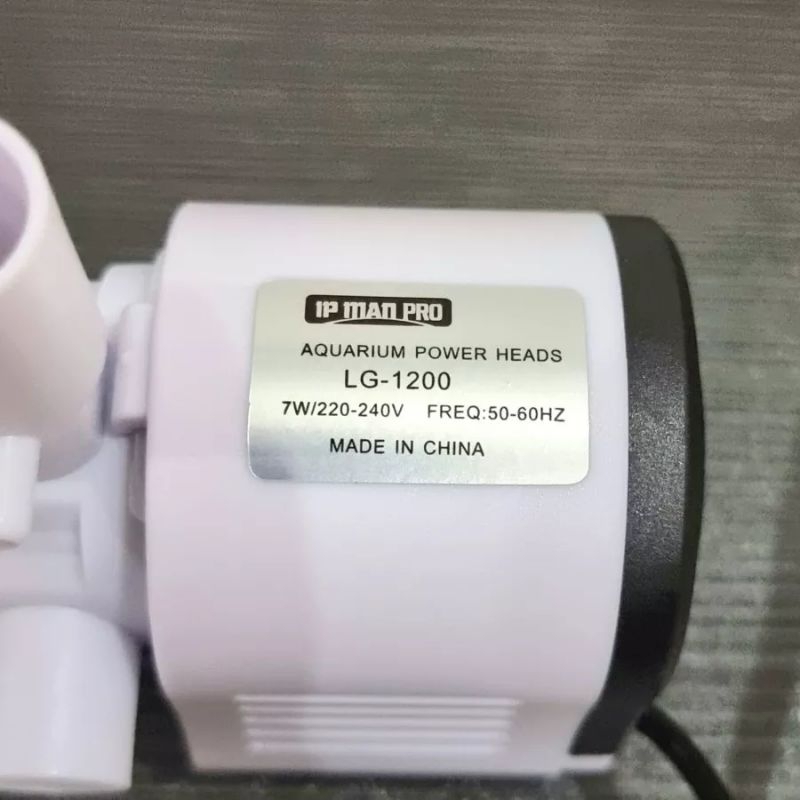 IP MAN PRO
AQUARIUM POWER HEADS
LG-1200
7W/220-240V FREQ:50-60HZ
MADE IN CHINA